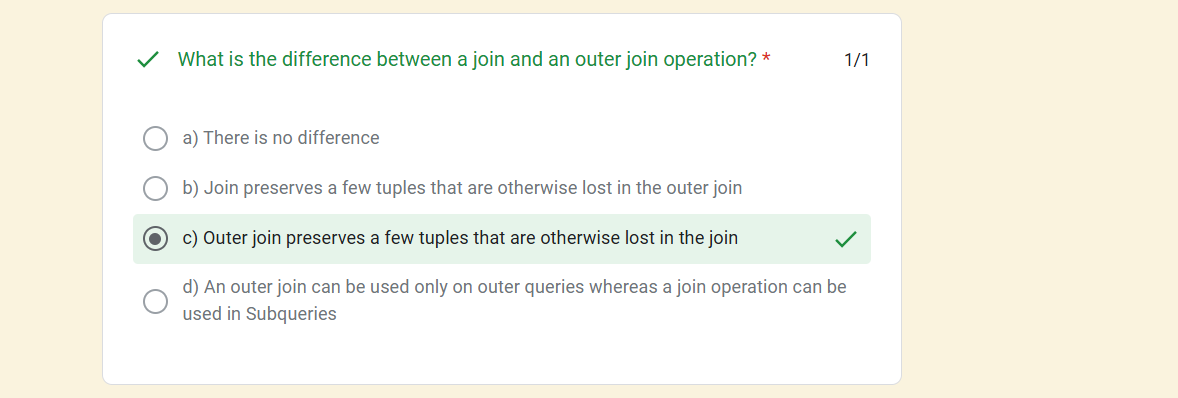 What is the difference between a join and an outer join operation? *
1/1
a) There is no difference
b) Join preserves a few tuples that are otherwise lost in the outer join
c) Outer join preserves a few tuples that are otherwise lost in the join
d) An outer join can be used only on outer queries whereas a join operation can be
used in Subqueries